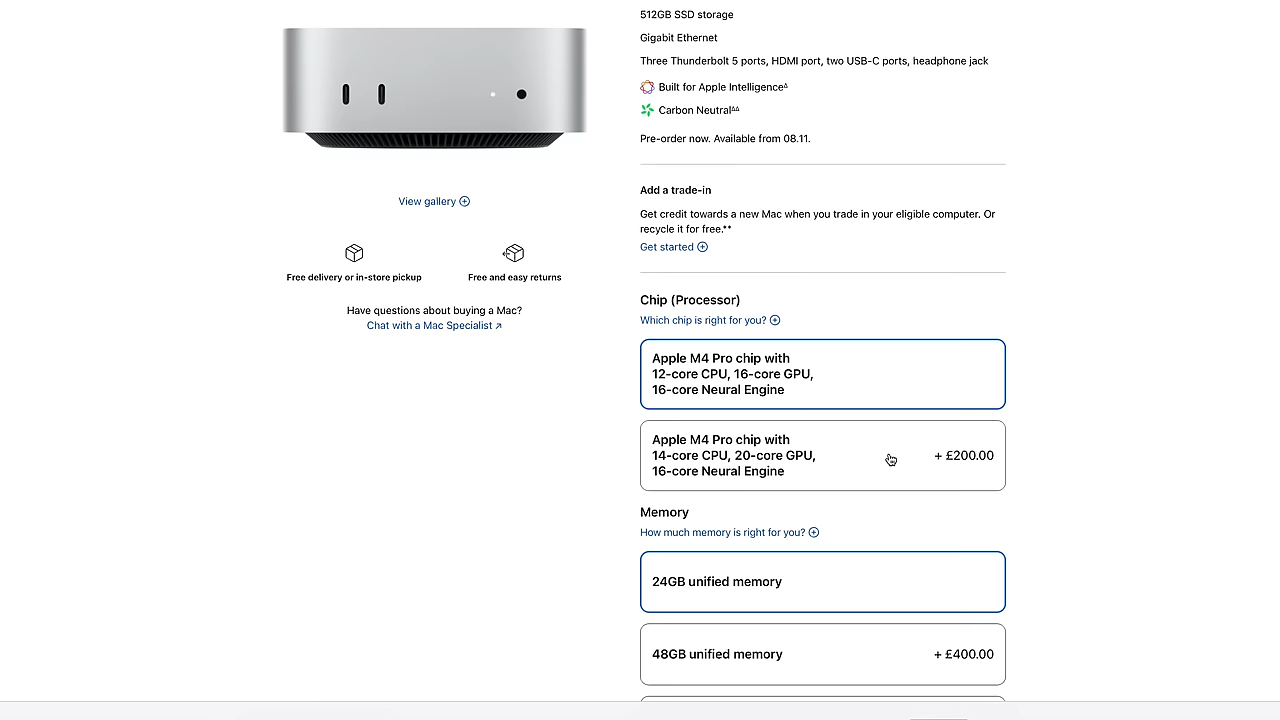 512GB SSD storage
Gigabit Ethernet
Three Thunderbolt 5 ports, HDMI port, two USB-C ports, headphone jack
Built for Apple Intelligence∆
Carbon Neutral∆∆
Pre-order now. Available from 08.11.
View gallery
Free delivery or in-store pickup
Free and easy returns
Have questions about buying a Mac?
Chat with a Mac Specialist ↗
Add a trade-in
Get credit towards a new Mac when you trade in your eligible computer. Or
recycle it for free.**
Get started
Chip (Processor)
Which chip is right for you?
Apple M4 Pro chip with
12-core CPU, 16-core GPU,
16-core Neural Engine
Apple M4 Pro chip with
14-core CPU, 20-core GPU,
16-core Neural Engine
+ £200.00
Memory
How much memory is right for you?
24GB unified memory
48GB unified memory
+ £400.00